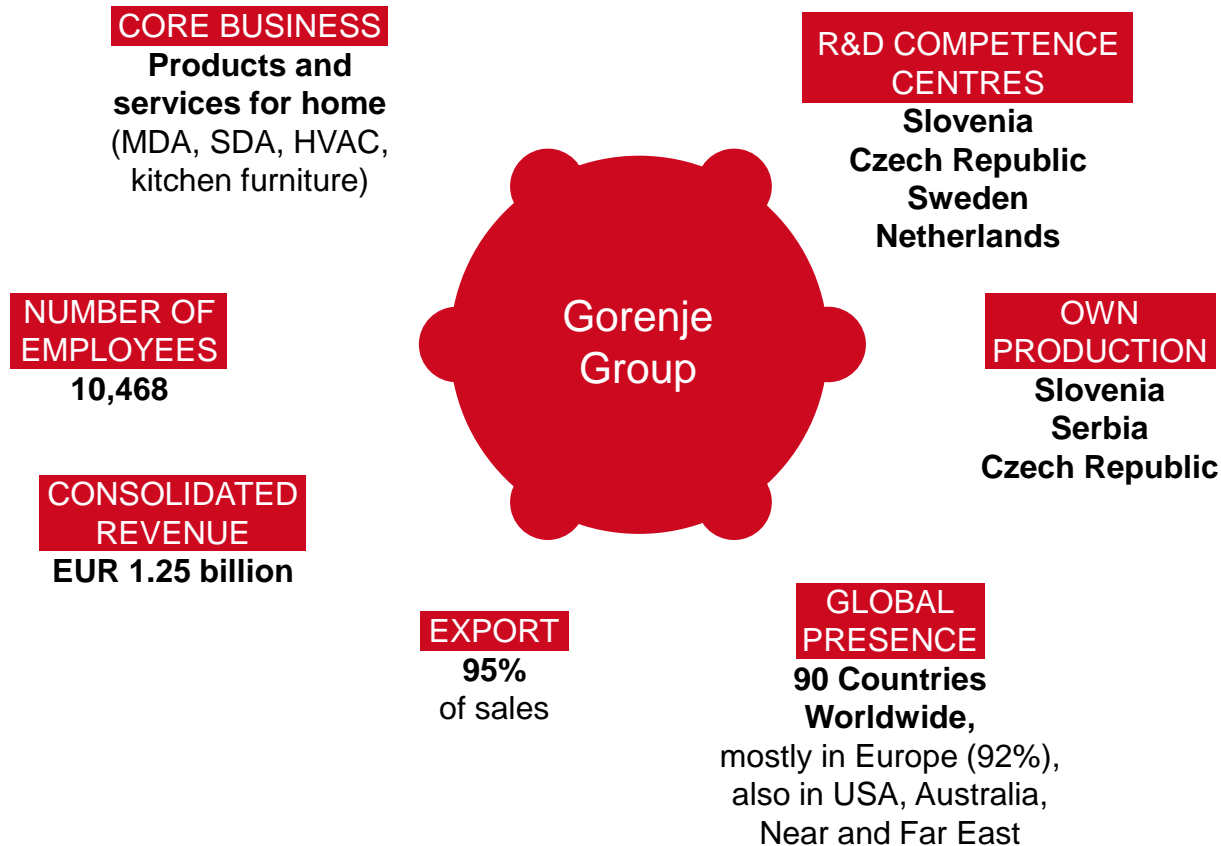 CORE BUSINESS
Products and
services for home
(MDA, SDA, HVAC,
kitchen furniture)
R&D COMPETENCE
CENTRES
Slovenia
Czech Republic
Sweden
Netherlands
NUMBER OF
EMPLOYEES
10,468
Gorenje
Group
OWN
PRODUCTION
Slovenia
Serbia
Czech Republic
CONSOLIDATED
REVENUE
EUR 1.25 billion
EXPORT
95%
of sales
GLOBAL
PRESENCE
90 Countries
Worldwide,
mostly in Europe (92%),
also in USA, Australia,
Near and Far East